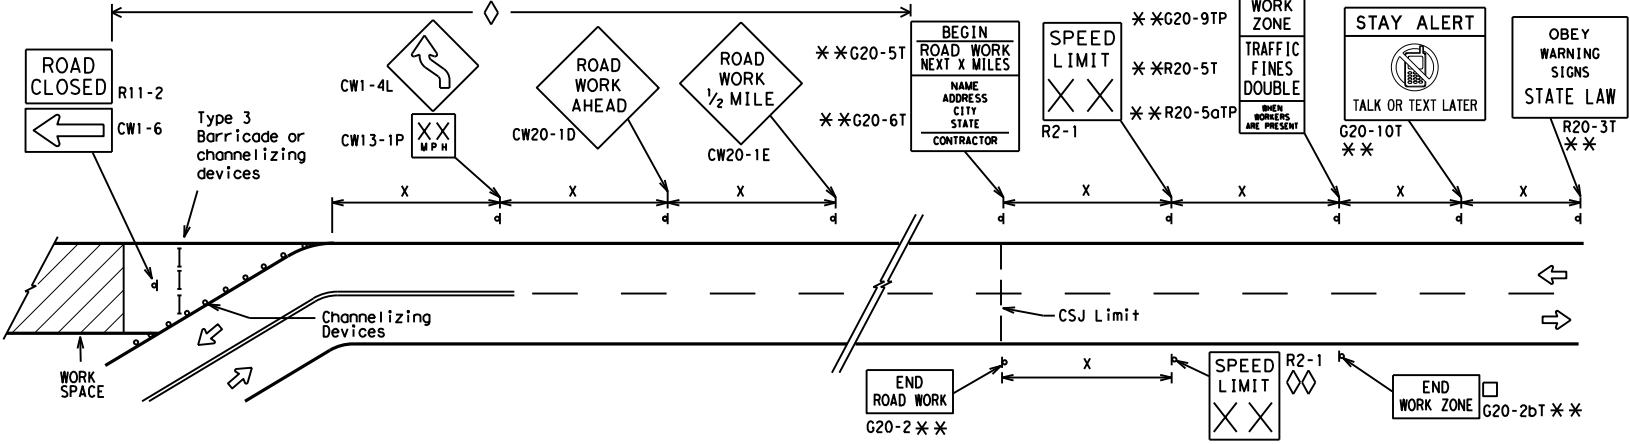 ROAD
CLOSED
R11-2
CW1-6
Type 3
Barricade or
channelizing
devices
CW1-4L
XX
MPH
CW13-1P
ROAD
WORK
AHEAD
CW20-1D
ROAD
WORK
1/2 MILE
CW20-1E
**G20-5T
**G20-6T
BEGIN
ROAD WORK
NEXT X MILES
NAME
ADDRESS
CITY
STATE
CONTRACTOR
SPEED
LIMIT
XX
R2-1
**G20-9TP
**R20-5T
**R20-5aTP
WORK
ZONE
TRAFFIC
FINES
DOUBLE
WHEN
WORKERS
ARE PRESENT
STAY ALERT
TALK OR TEXT LATER
G20-10T
**
OBEY
WARNING
SIGNS
STATE LAW
R20-3T
**
X
X
X
X
X
X
X
Channelizing
Devices
CSJ Limit
WORK
SPACE
END
ROAD WORK
G20-2 **
X
SPEED
LIMIT
XX
R2-1
END
WORK ZONE
G20-2bT **